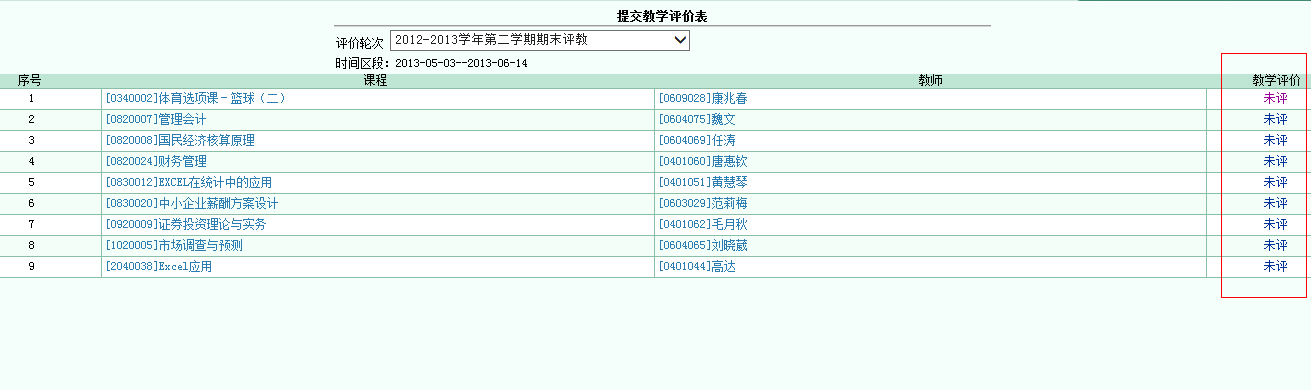 提交教学评价表
评价轮次 2012-2013学年第二学期期末评教
时间区段：2013-05-03--2013-06-14
序号 课程 教师 教学评价
1 [0340002]体育选项课－篮球（二） [0609028]康兆春 未评
2 [0820007]管理会计 [0604075]魏文 未评
3 [0820008]国民经济核算原理 [0604069]任涛 未评
4 [0820024]财务管理 [0401060]唐惠钦 未评
5 [0830012]EXCEL在统计中的应用 [0401051]黄慧琴 未评
6 [0830020]中小企业薪酬方案设计 [0603029]范莉梅 未评
7 [0920009]证券投资理论与实务 [0401062]毛月秋 未评
8 [1020005]市场调查与预测 [0604065]刘晓葳 未评
9 [2040038]Excel应用 [0401044]高达 未评